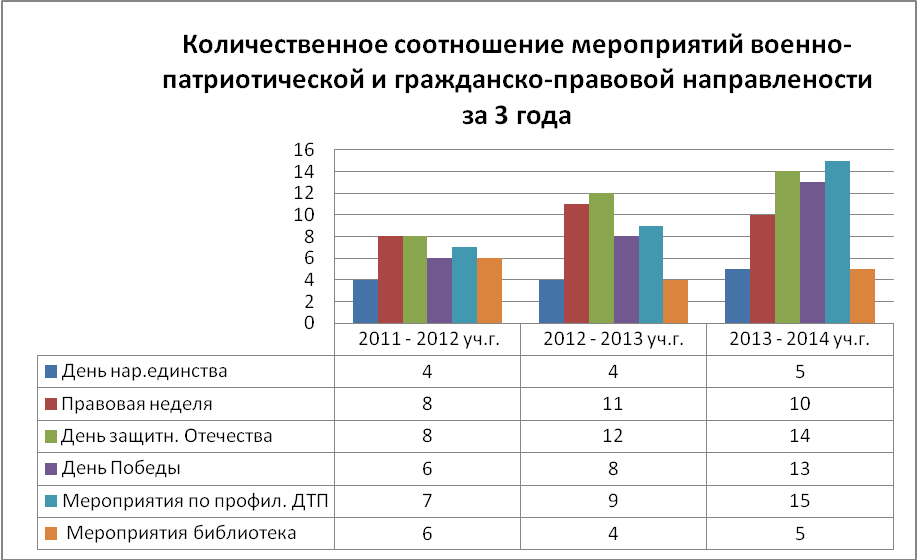 Количественное соотношение мероприятий военно-
патриотической и гражданско-правовой направлености
за 3 года
16
14
12
10
8
6
4
2
0
2011 - 2012 уч.г. 2012 - 2013 уч.г. 2013 - 2014 уч.г.
День нар.единства 4 4 5
Правовая неделя 8 11 10
День защитн. Отечества 8 12 14
День Победы 6 8 13
Мероприятия по профил. ДТП 7 9 15
Мероприятия библиотека 6 4 5